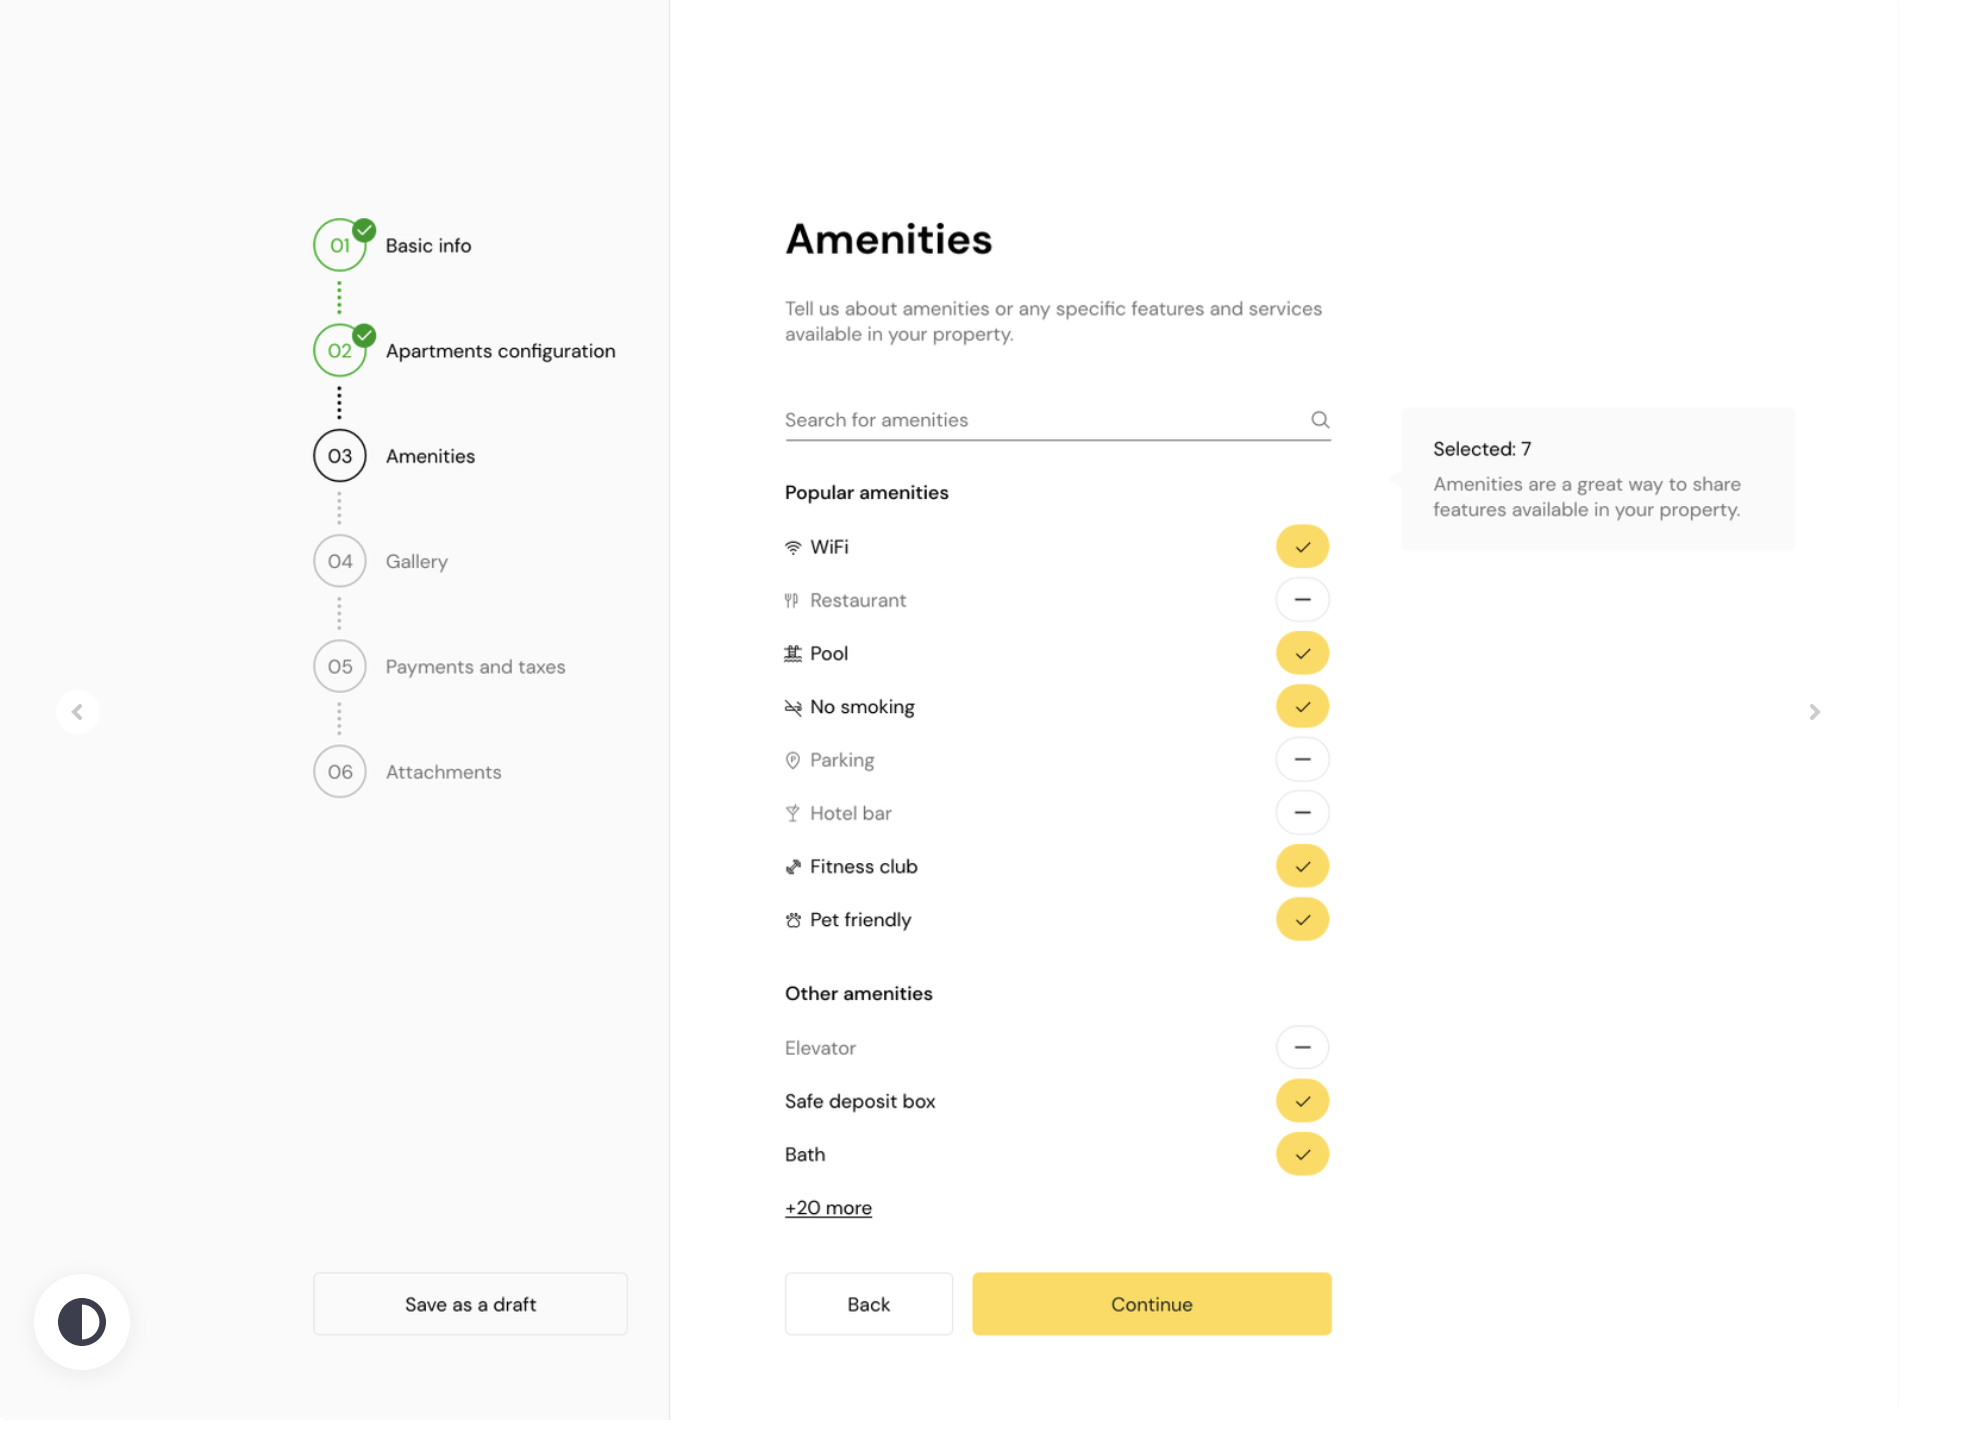 01 Basic info
02 Apartments configuration
03 Amenities
04 Gallery
05 Payments and taxes
06 Attachments
Save as a draft
Amenities
Tell us about amenities or any specific features and services
available in your property.
Search for amenities
Popular amenities
WiFi
Restaurant
Pool
No smoking
Parking
Hotel bar
Fitness club
Pet friendly
Other amenities
Elevator
Safe deposit box
Bath
+20 more
Back
Continue
Selected: 7
Amenities are a great way to share
features available in your property.